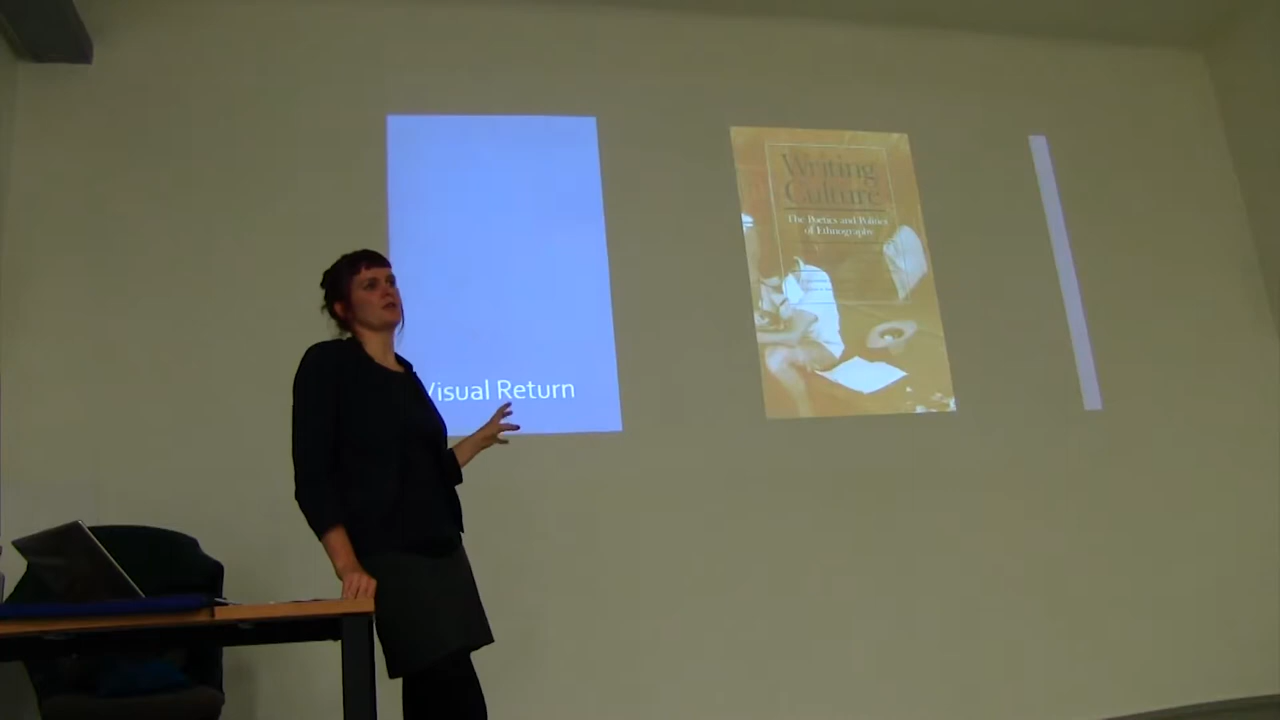 Visual Return
Writing
Culture
The Poetics and Politics
of Ethnography